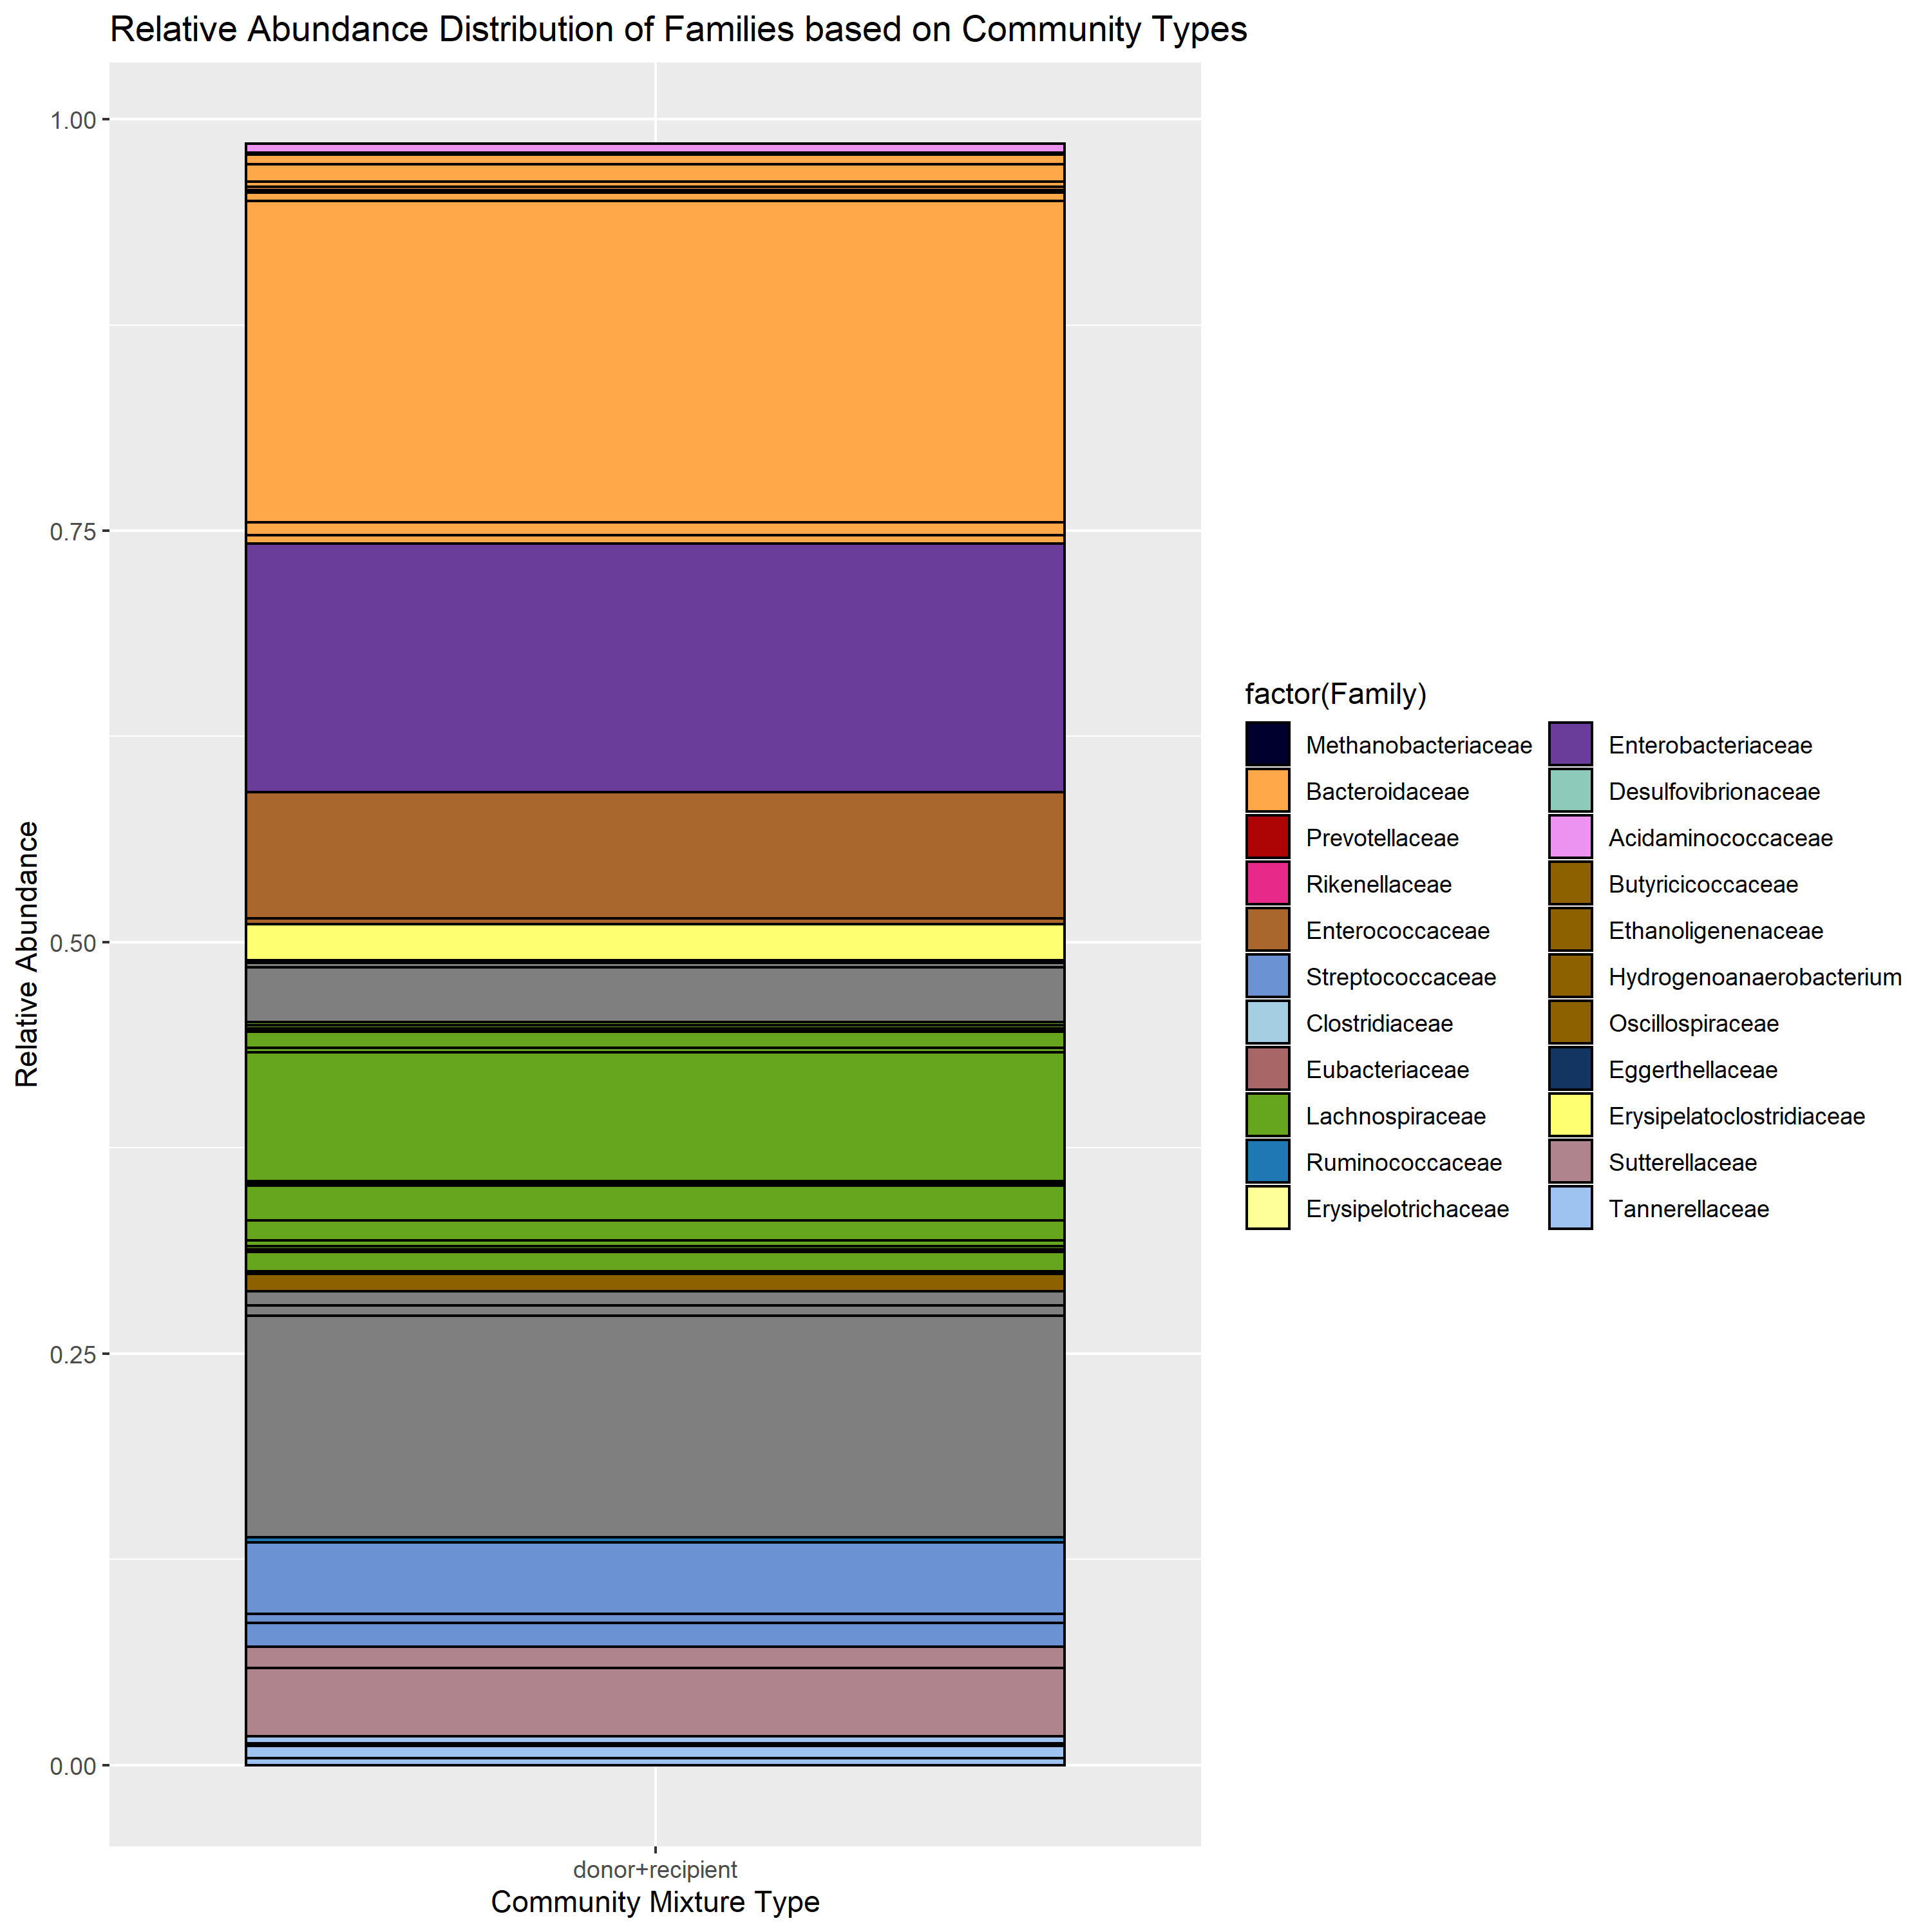 Relative Abundance Distribution of Families based on Community Types
1.00
0.75
0.50
0.25
0.00
Relative Abundance
donor+recipient
Community Mixture Type
factor(Family)
Methanobacteriaceae
Bacteroidaceae
Prevotellaceae
Rikenellaceae
Enterococcaceae
Streptococcaceae
Clostridiaceae
Eubacteriaceae
Lachnospiraceae
Ruminococcaceae
Erysipelotrichaceae
Enterobacteriaceae
Desulfovibrionaceae
Acidaminococcaceae
Butyricicoccaceae
Ethanoligenenaceae
Hydrogenoanaerobacterium
Oscillospiraceae
Eggerthellaceae
Erysipelatoclostridiaceae
Sutterellaceae
Tannerellaceae